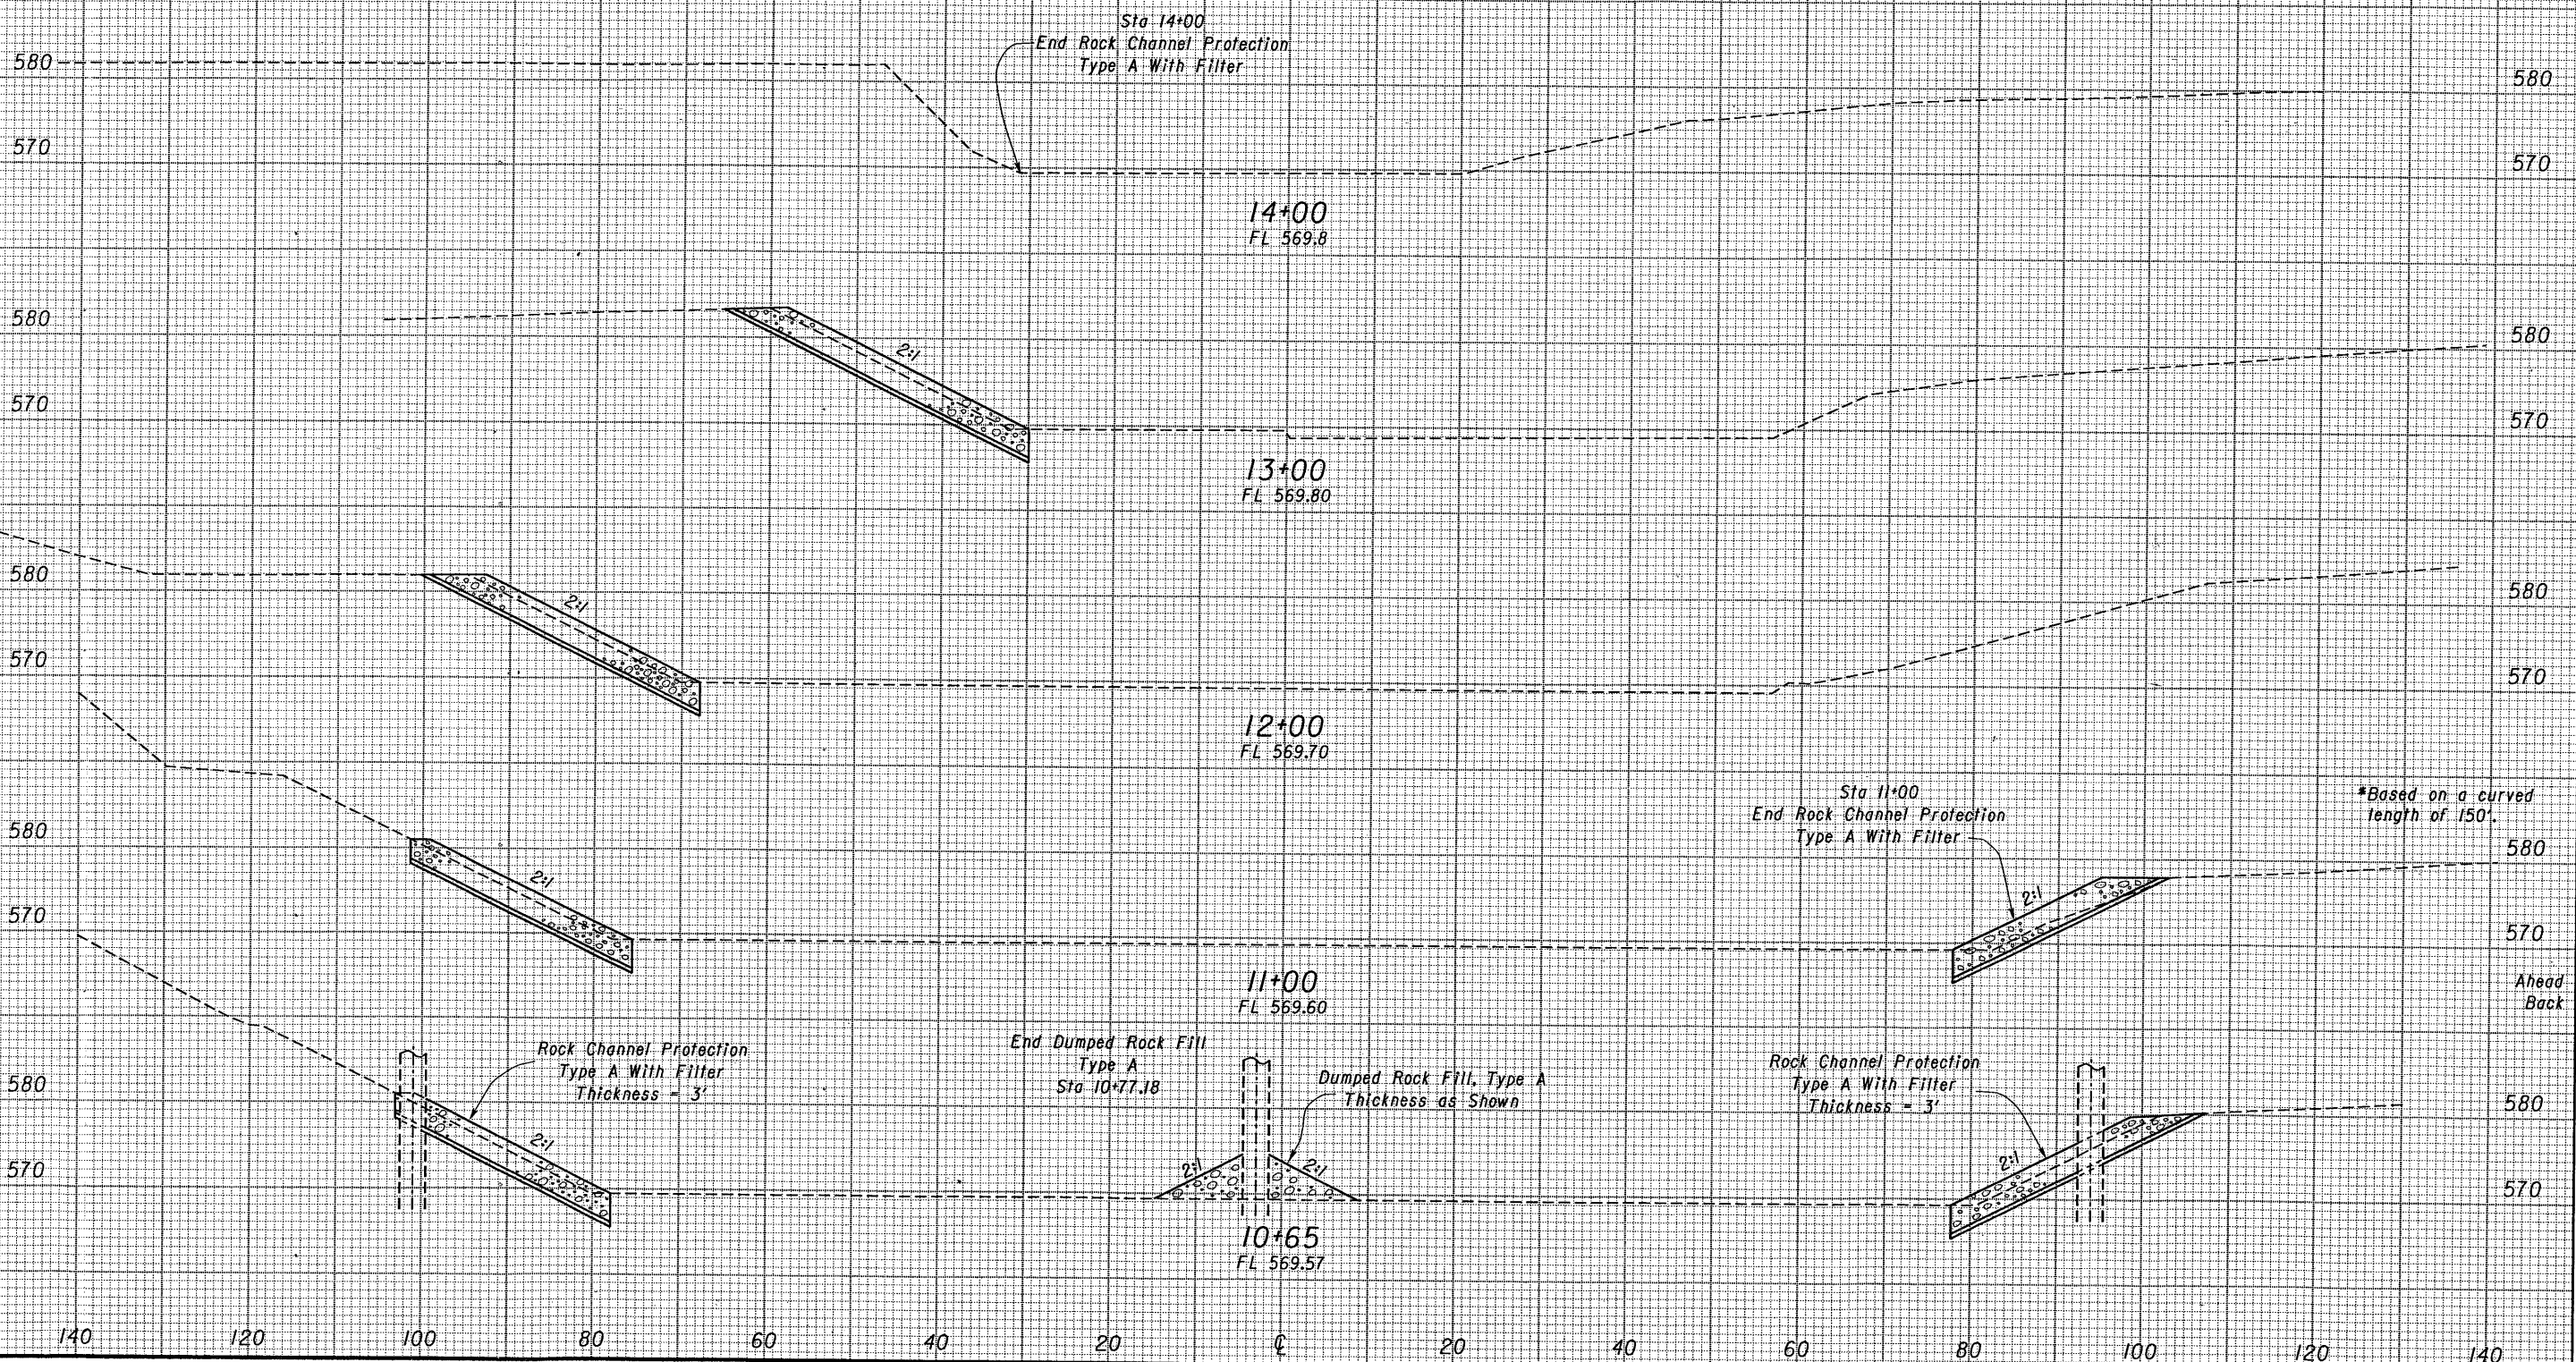 Sta 14+00
End Rock Channel Protection
Type A With Filter
580
580
570
570
14+00
FL 569.8
580
580
2:1
570
570
13+00
FL 569.80
580
580
2:1
570
570
12+00
FL 569.70
Sta 11+00
End Rock Channel Protection
Type A With Filter
*Based on a curved
length of 150'.
580
580
2:1
2:1
570
570
11+00
FL 569.60
Ahead
Back
Rock Channel Protection
Type A With Filter
Thickness = 3'
End Dumped Rock Fill
Type A
Sta 10+77.18
Dumped Rock Fill, Type A
Thickness as Shown
Rock Channel Protection
Type A With Filter
Thickness = 3'
580
580
2:1
2:1
2:1
2:1
570
570
10+65
FL 569.57
140 120 100 80 60 40 20 ℄ 20 40 60 80 100 120 140